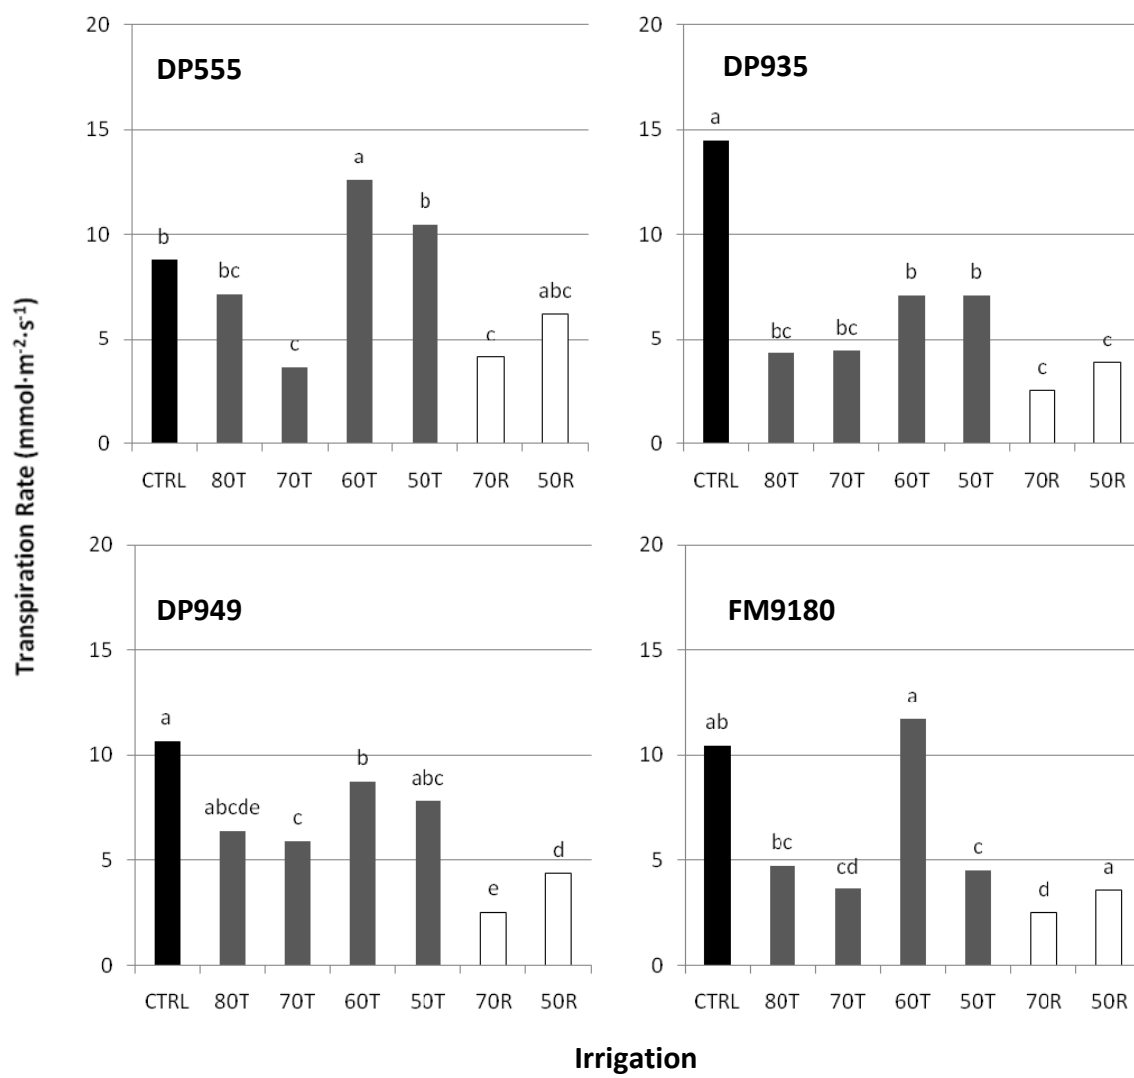 Transpiration Rate (mmol·m⁻²·s⁻¹)
DP555
20
15
10
5
0
b
bc
c
a
b
c
abc
CTRL 80T 70T 60T 50T 70R 50R
DP935
20
15
10
5
0
a
bc
bc
b
b
c
c
CTRL 80T 70T 60T 50T 70R 50R
DP949
20
15
10
5
0
a
abcde
c
b
abc
e
d
CTRL 80T 70T 60T 50T 70R 50R
FM9180
20
15
10
5
0
ab
bc
cd
a
c
d
a
CTRL 80T 70T 60T 50T 70R 50R
Irrigation